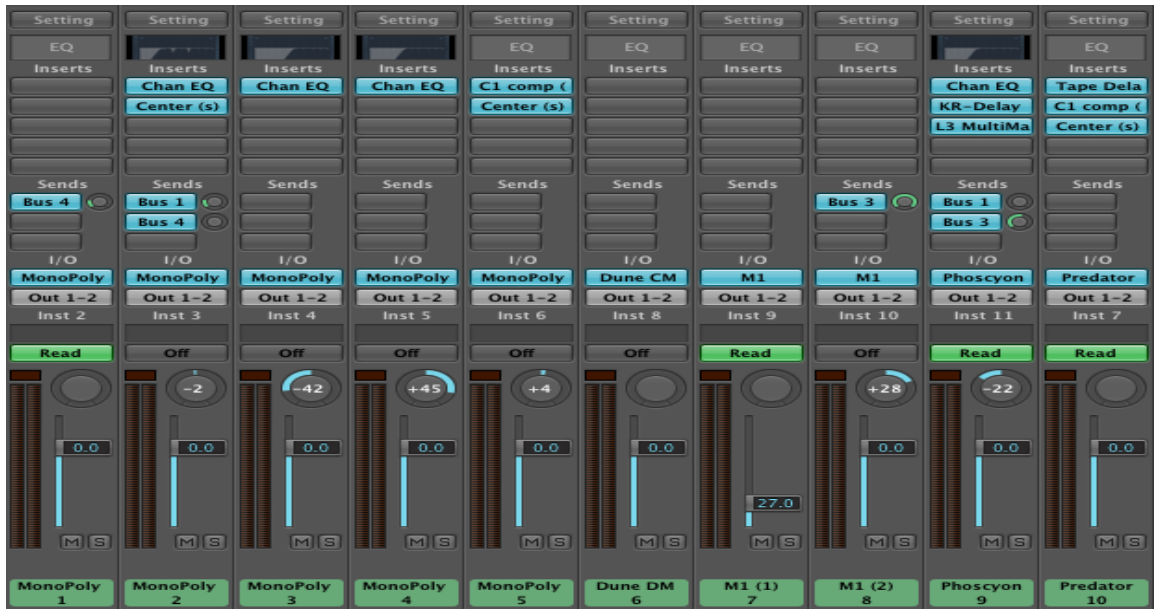 Setting Setting Setting Setting Setting Setting Setting Setting Setting Setting
EQ EQ EQ EQ EQ EQ
Inserts Inserts Inserts Inserts Inserts Inserts Inserts Inserts Inserts Inserts
Chan EQ Chan EQ Chan EQ C1 comp ( Chan EQ Tape Dela
Center (s) Center (s) KR-Delay C1 comp (
L3 MultiMa Center (s)
Sends Sends Sends Sends Sends Sends Sends Sends Sends Sends
Bus 4 Bus 1 Bus 3 Bus 1
Bus 4 Bus 3
I/O I/O I/O I/O I/O I/O I/O I/O I/O I/O
MonoPoly MonoPoly MonoPoly MonoPoly MonoPoly Dune CM M1 M1 Phoscyon Predator
Out 1-2 Out 1-2 Out 1-2 Out 1-2 Out 1-2 Out 1-2 Out 1-2 Out 1-2 Out 1-2 Out 1-2
Inst 2 Inst 3 Inst 4 Inst 5 Inst 6 Inst 8 Inst 9 Inst 10 Inst 11 Inst 7
Read Off Off Off Off Off Read Off Read Read
-2 -42 +45 +4 +28 -22
0.0 0.0 0.0 0.0 0.0 0.0 0.0 0.0 0.0
27.0
M S M S M S M S M S M S M S M S M S M S
MonoPoly MonoPoly MonoPoly MonoPoly MonoPoly Dune DM M1 (1) M1 (2) Phoscyon Predator
1 2 3 4 5 6 7 8 9 10